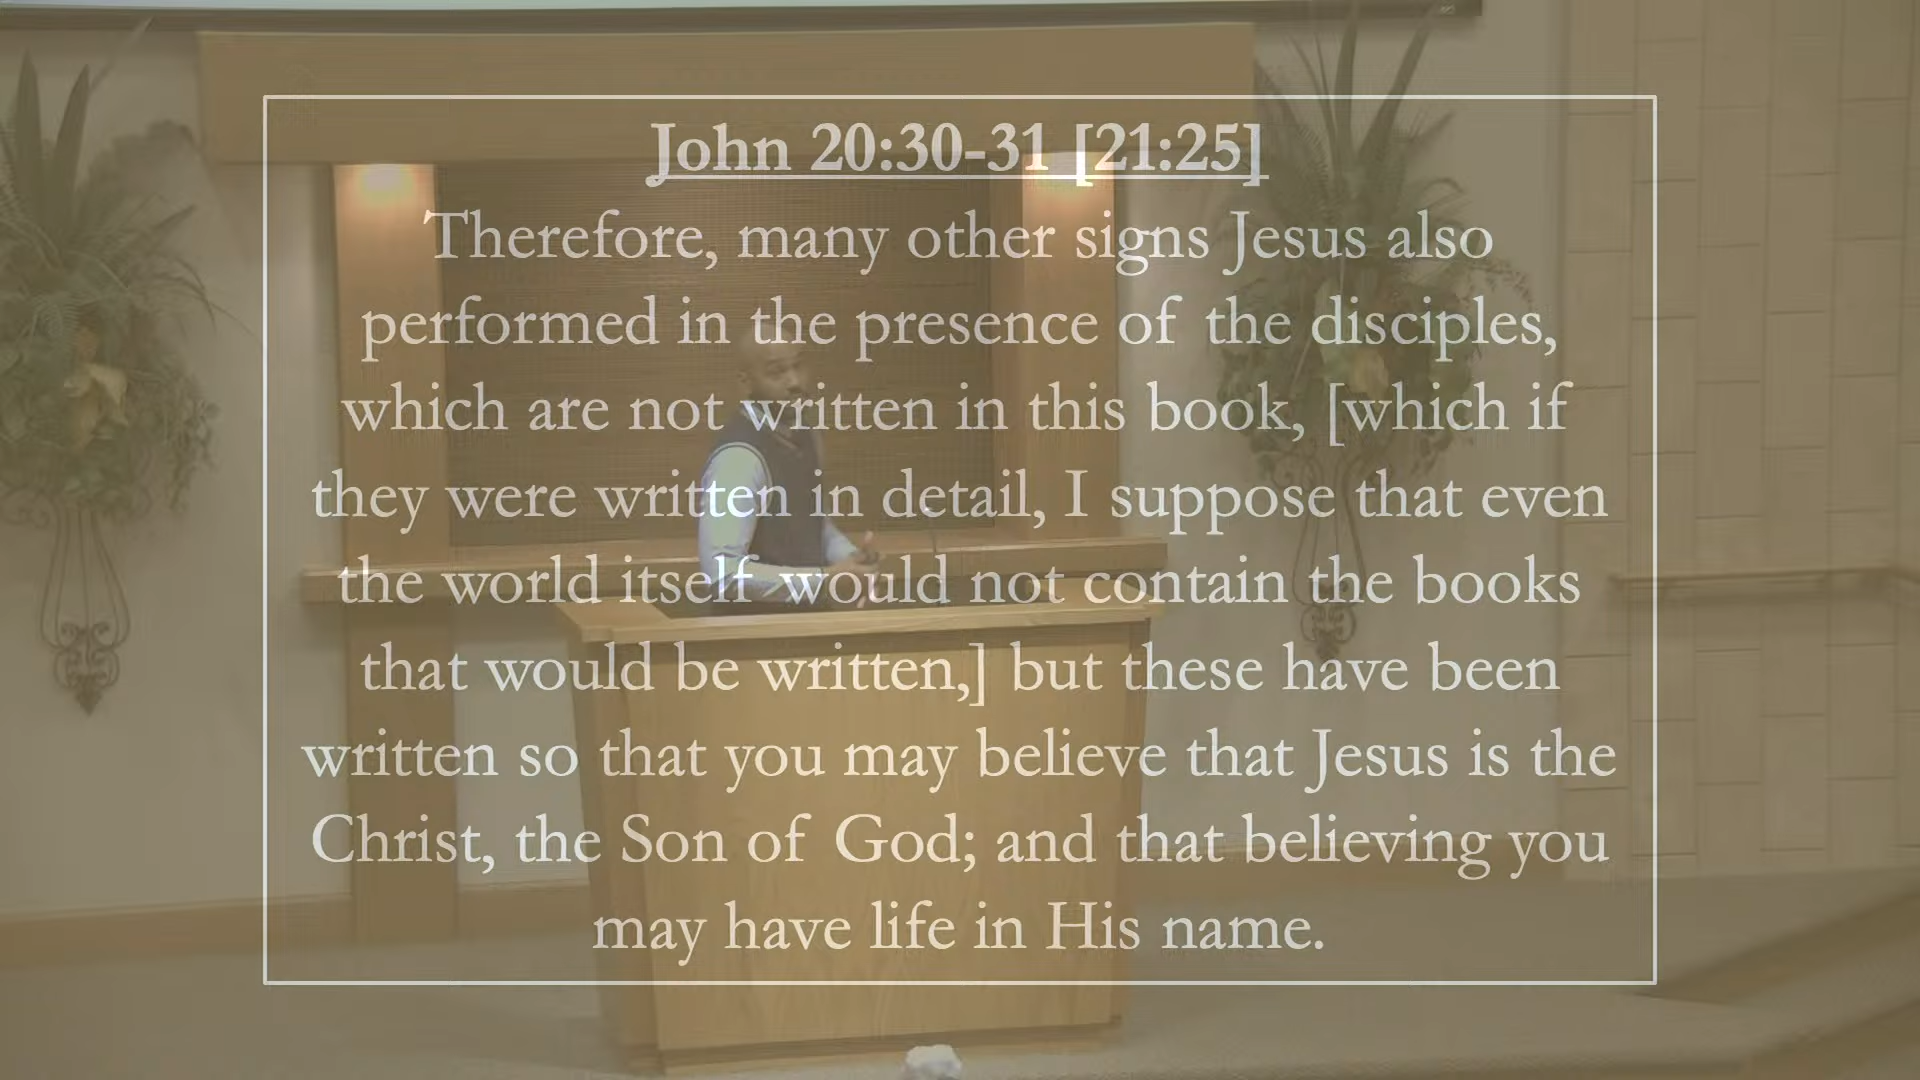 John 20:30-31 [21:25]
Therefore, many other signs Jesus also
performed in the presence of the disciples,
which are not written in this book, [which if
they were written in detail, I suppose that even
the world itself would not contain the books
that would be written,] but these have been
written so that you may believe that Jesus is the
Christ, the Son of God; and that believing you
may have life in His name.